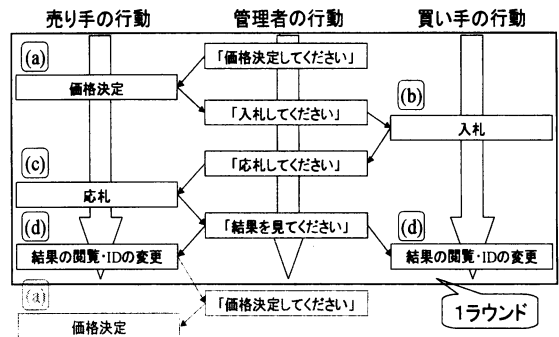 売り手の行動 管理者の行動 買い手の行動
(a) 「価格決定してください」
価格決定 (b)
「入札してください」
入札
(c) 「応札してください」
応札
(d) 「結果を見てください」 (d)
結果の閲覧・IDの変更 結果の閲覧・IDの変更
(a) 「価格決定してください」 1ラウンド
価格決定